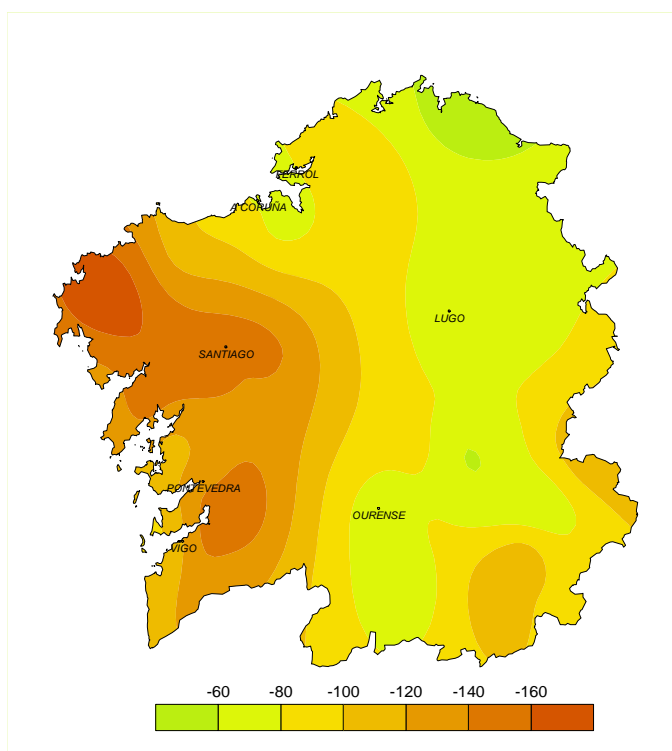 FERROL
A CORUÑA
LUGO
SANTIAGO
PONTEVEDRA
OURENSE
VIGO
-60 -80 -100 -120 -140 -160